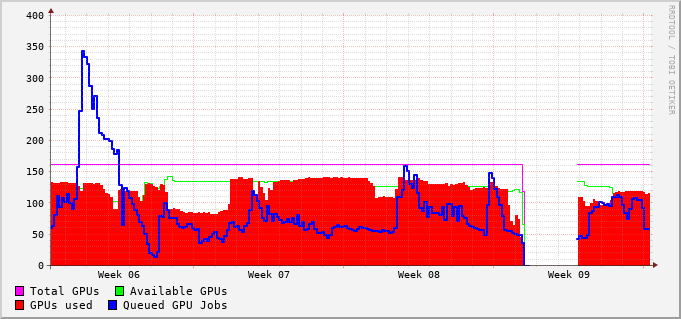 400
350
300
250
200
150
100
50
0
Week 06 Week 07 Week 08 Week 09
Total GPUs Available GPUs
GPUs used Queued GPU Jobs
RRDTOOL / TOBI OETIKER